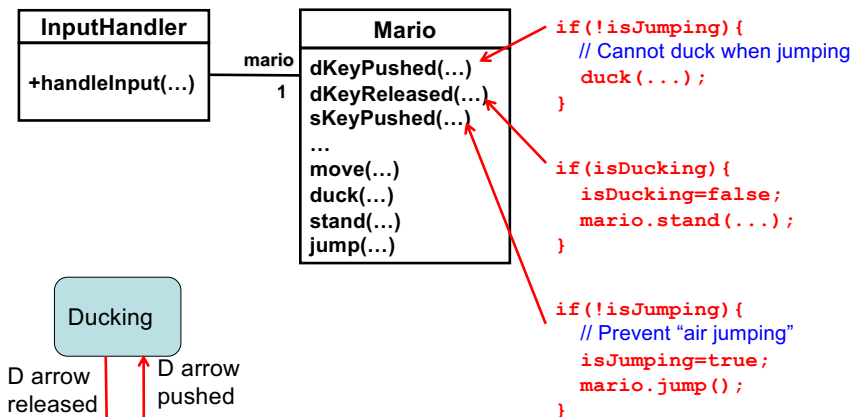 InputHandler
+handleInput(…)
mario
1
Mario
dKeyPushed(…)
dKeyReleased(…)
sKeyPushed(…)
…
move(…)
duck(…)
stand(…)
jump(…)
if(!isJumping){
// Cannot duck when jumping
duck(...);
}
if(isDucking){
isDucking=false;
mario.stand(...);
}
if(!isJumping){
// Prevent “air jumping”
isJumping=true;
mario.jump();
}
Ducking
D arrow
released
D arrow
pushed